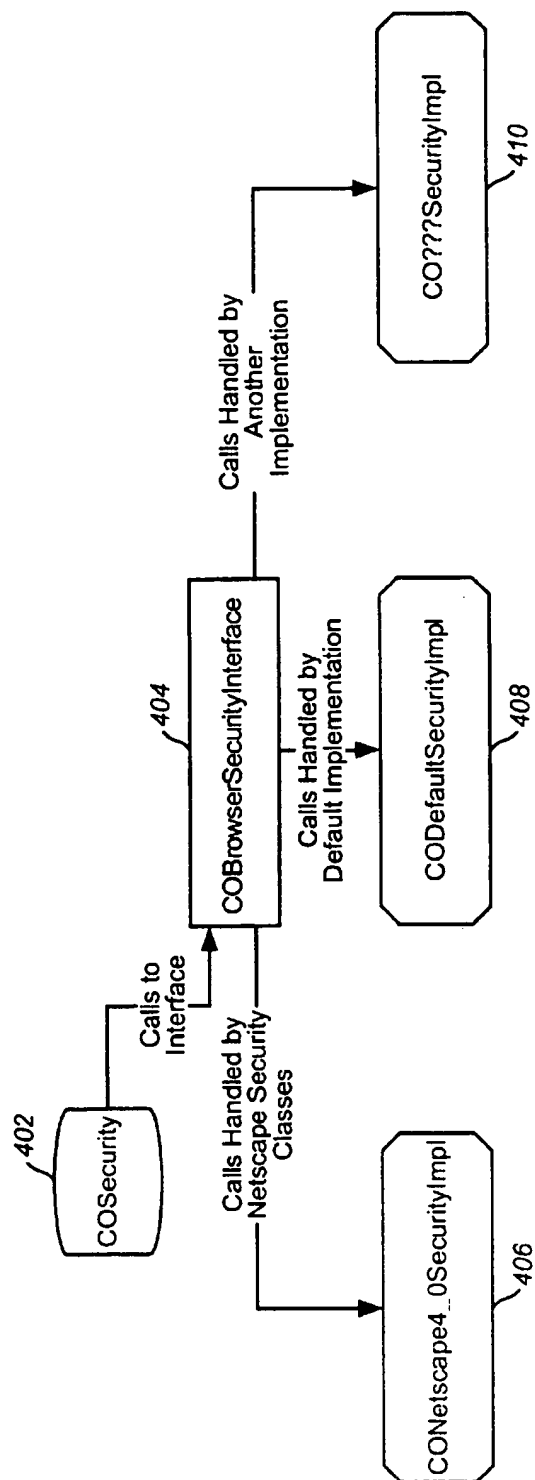 402
COSecurity
Calls to
Interface
404
COBrowserSecurityInterface
Calls Handled by
Netscape Security
Classes
Calls Handled by
Default Implementation
Calls Handled by
Another
Implementation
CONetscape4_0SecurityImpl
406
CODefaultSecurityImpl
408
CO???SecurityImpl
410